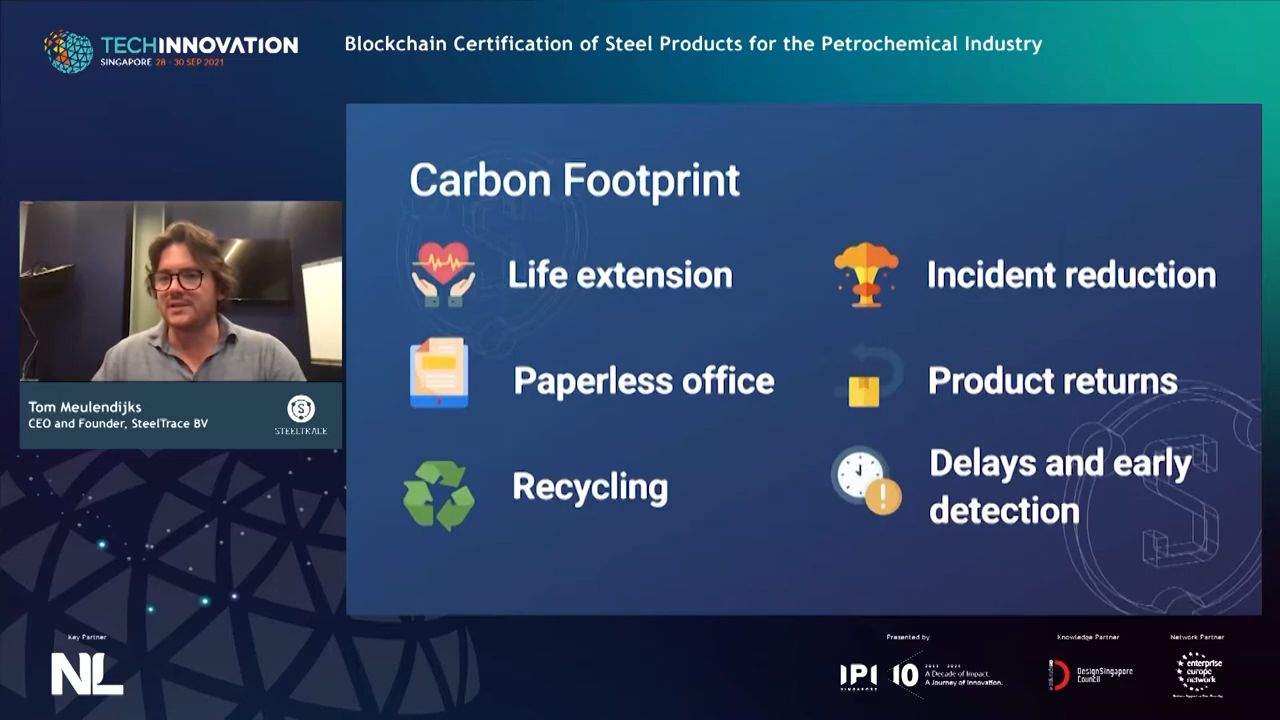 TECHINNOVATION
SINGAPORE 28 - 30 SEP 2021
Blockchain Certification of Steel Products for the Petrochemical Industry
Carbon Footprint
Life extension
Incident reduction
Paperless office
Product returns
Recycling
Delays and early
detection
Tom Meulendijks
CEO and Founder, SteelTrace BV
S
STEELTRACE
Key Partner
NL
Presented by
IPI
SINGAPORE
10
2011 - 2021
A Decade of Impact.
A Journey of Innovation.
Knowledge Partner
DesignSingapore
Council
Network Partner
enterprise
europe
network